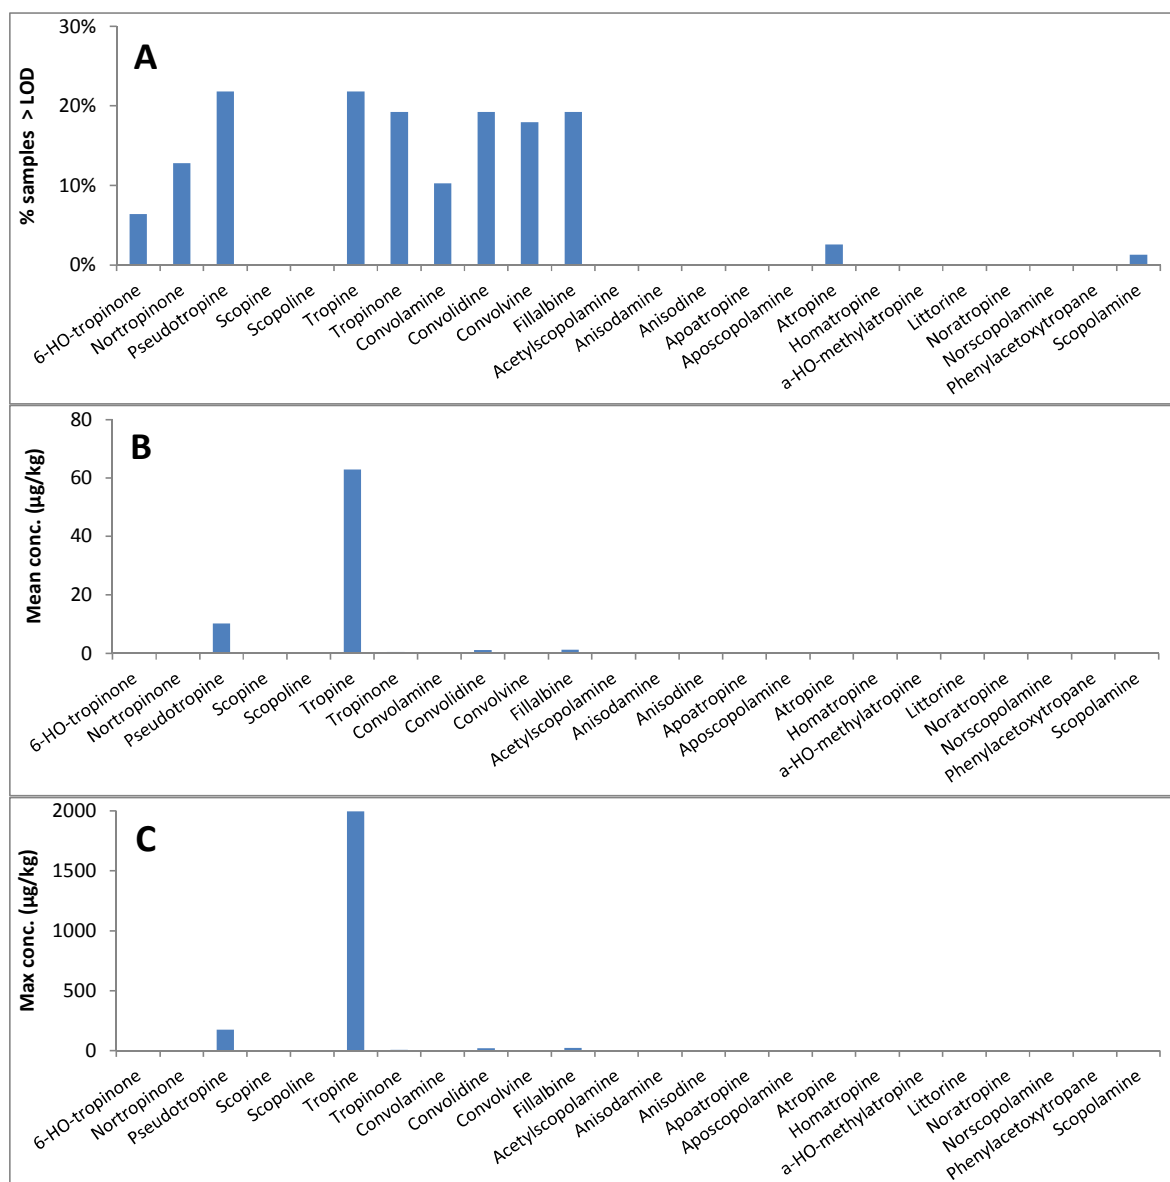 A
% samples > LOD
30%
20%
10%
0%
6-HO-tropinone
Nortropinone
Pseudotropine
Scopine
Scopoline
Tropine
Tropinone
Convolamine
Convolidine
Convolvine
Fillalbine
Acetylscopolamine
Anisodamine
Anisodine
Apoatropine
Aposcopolamine
Atropine
Homatropine
a-HO-methylatropine
Littorine
Noratropine
Norscopolamine
Phenylacetoxytropane
Scopolamine
B
Mean conc. (µg/kg)
80
60
40
20
0
6-HO-tropinone
Nortropinone
Pseudotropine
Scopine
Scopoline
Tropine
Tropinone
Convolamine
Convolidine
Convolvine
Fillalbine
Acetylscopolamine
Anisodamine
Anisodine
Apoatropine
Aposcopolamine
Atropine
Homatropine
a-HO-methylatropine
Littorine
Noratropine
Norscopolamine
Phenylacetoxytropane
Scopolamine
C
Max conc. (µg/kg)
2000
1500
1000
500
0
6-HO-tropinone
Nortropinone
Pseudotropine
Scopine
Scopoline
Tropine
Tropinone
Convolamine
Convolidine
Convolvine
Fillalbine
Acetylscopolamine
Anisodamine
Anisodine
Apoatropine
Aposcopolamine
Atropine
Homatropine
a-HO-methylatropine
Littorine
Noratropine
Norscopolamine
Phenylacetoxytropane
Scopolamine